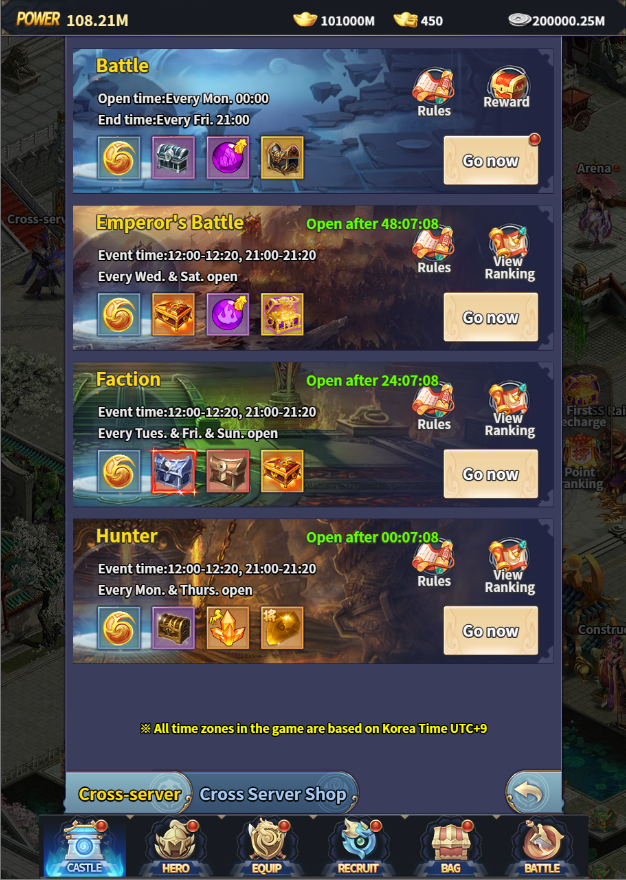 POWER 108.21M
101000M
450
200000.25M
Battle
Open time:Every Mon. 00:00
End time:Every Fri. 21:00
Rules
Reward
Go now
Arena
Cross-serv
Emperor's Battle
Open after 48:07:08
Event time:12:00-12:20, 21:00-21:20
Every Wed. & Sat. open
Rules
View
Ranking
Go now
Faction
Open after 24:07:08
Event time:12:00-12:20, 21:00-21:20
Every Tues. & Fri. & Sun. open
Rules
View
Ranking
Go now
First
echarge
Point
anking
Hunter
Open after 00:07:08
Event time:12:00-12:20, 21:00-21:20
Every Mon. & Thurs. open
Rules
View
Ranking
Go now
Constru
※ All time zones in the game are based on Korea Time UTC+9
Cross-server
Cross Server Shop
CASTLE
HERO
EQUIP
RECRUIT
BAG
BATTLE